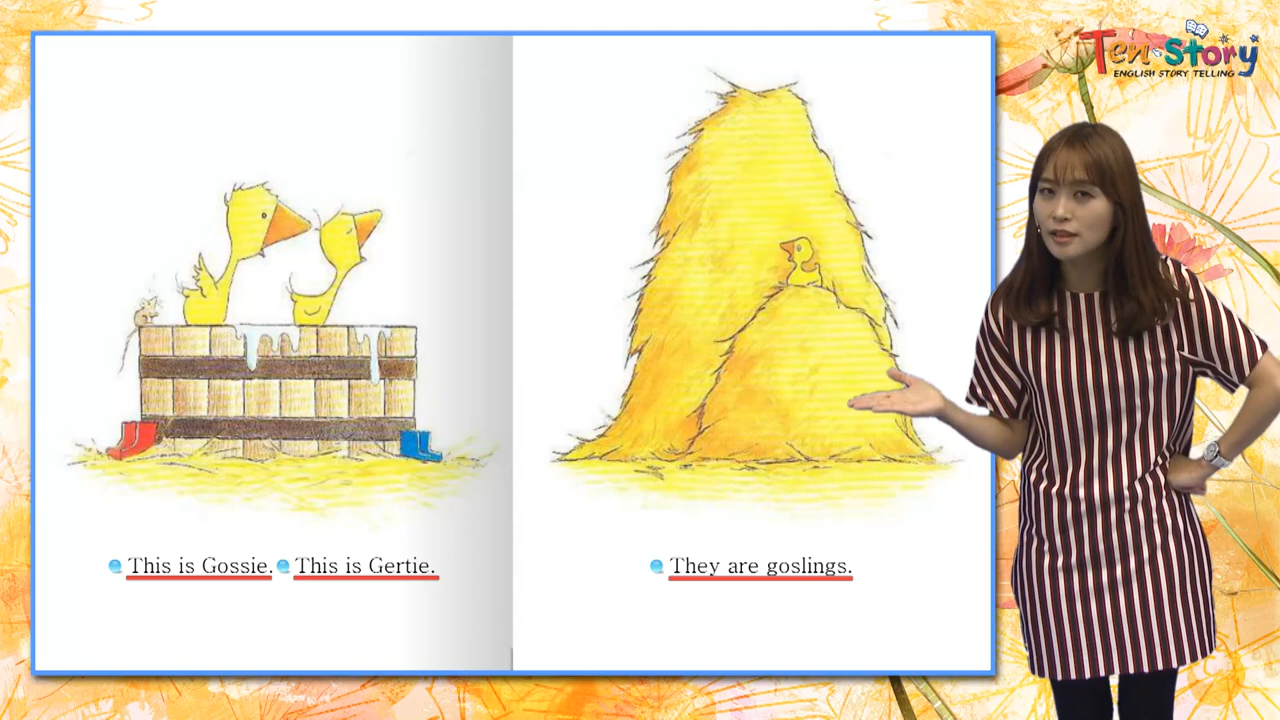 Ten Story
ENGLISH STORY TELLING
This is Gossie. This is Gertie.
They are goslings.